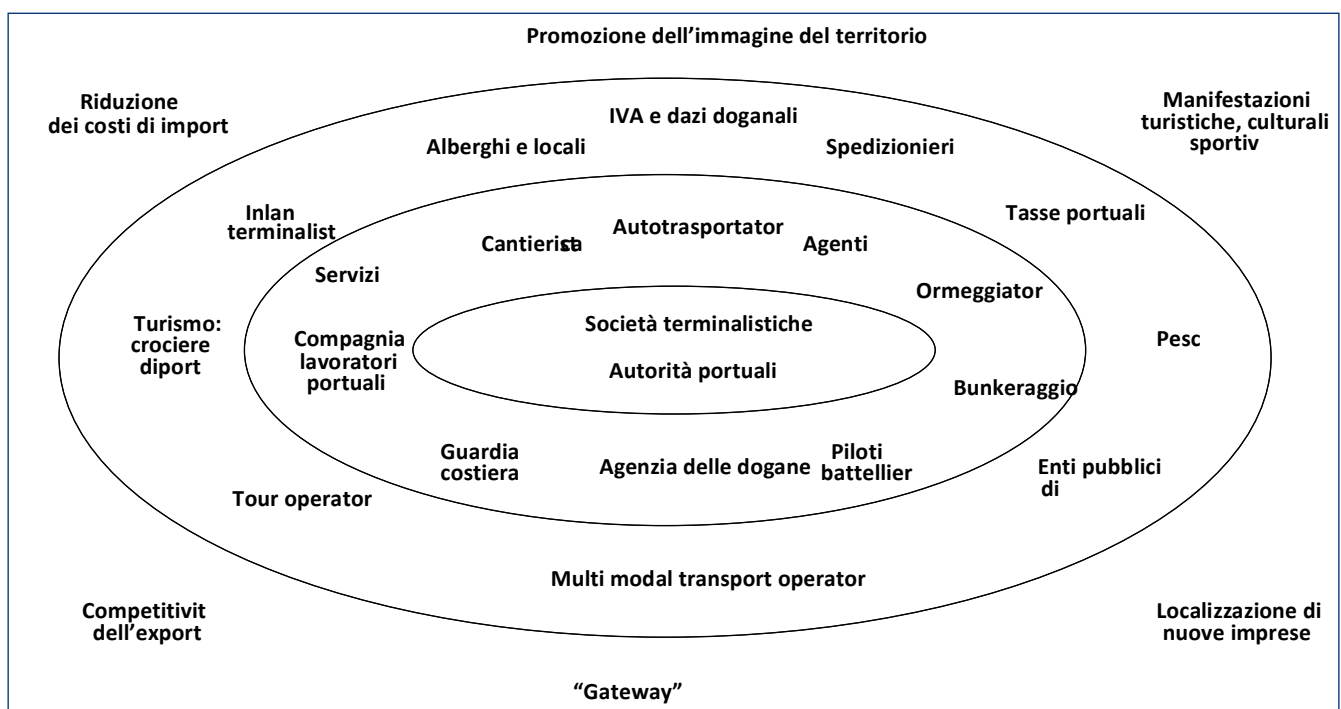 Promozione dell’immagine del territorio
Riduzione
dei costi di import
Manifestazioni
turistiche, culturali
sportiv
IVA e dazi doganali
Alberghi e locali
Spedizionieri
Inlan
terminalist
Tasse portuali
Autotrasportator
Agenti
Servizi
Ormeggiator
Società terminalistiche
Turismo:
crociere
diport
Compagnia
lavoratori
portuali
Pesc
Autorità portuali
Bunkeraggio
Guardia
costiera
Agenzia delle dogane
Piloti
battellier
Enti pubblici
di
Tour operator
Multi modal transport operator
Competitivit
dell’export
Localizzazione di
nuove imprese
“Gateway”